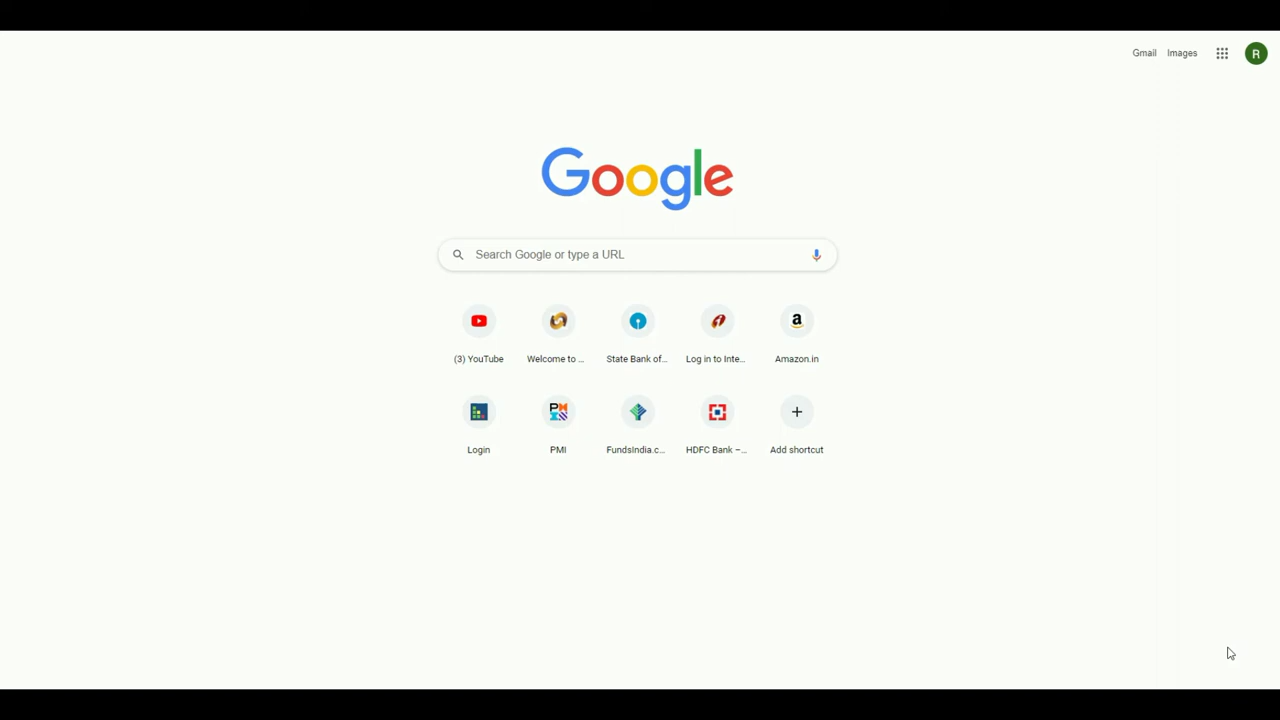 Gmail Images
R
Google
Search Google or type a URL
(3) YouTube Welcome to ... State Bank of... Log in to Inte... Amazon.in
Login PMI FundsIndia.c... HDFC Bank –... Add shortcut